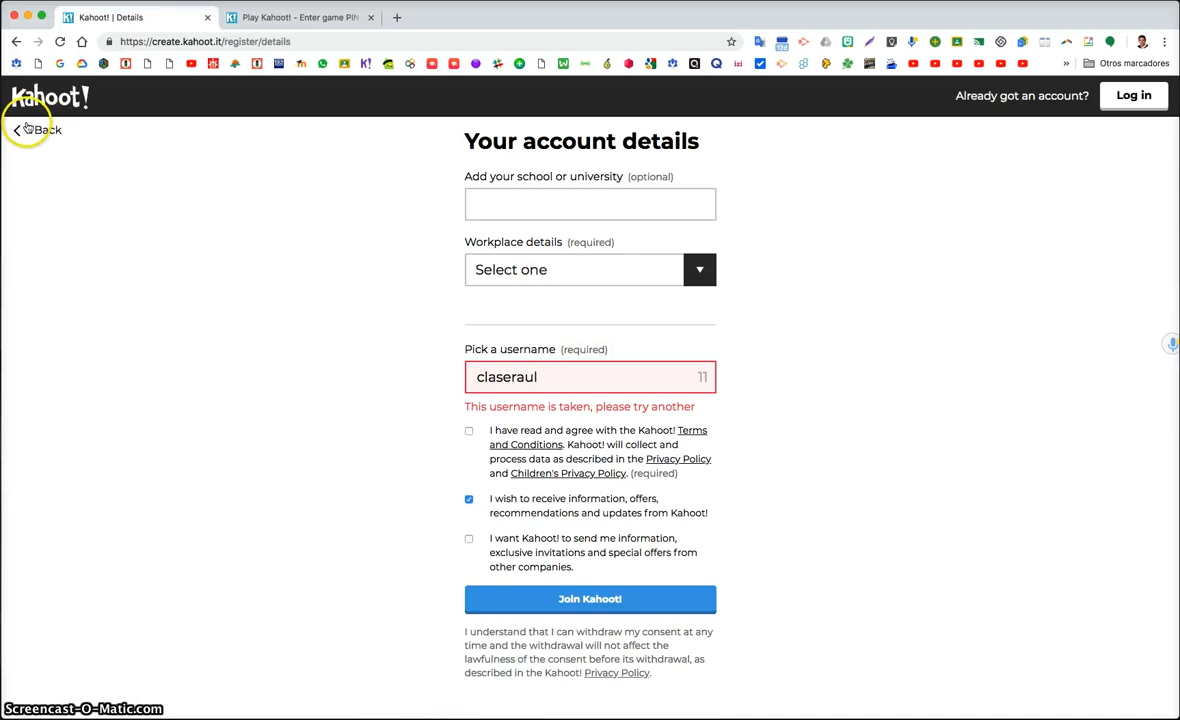 Kahoot! | Details
Play Kahoot! - Enter game PIN
https://create.kahoot.it/register/details
Otros marcadores
Kahoot!
Already got an account?
Log in
Back
Your account details
Add your school or university (optional)
Workplace details (required)
Select one
Pick a username (required)
claseraul 11
This username is taken, please try another
I have read and agree with the Kahoot! Terms
and Conditions. Kahoot! will collect and
process data as described in the Privacy Policy
and Children's Privacy Policy. (required)
I wish to receive information, offers,
recommendations and updates from Kahoot!
I want Kahoot! to send me information,
exclusive invitations and special offers from
other companies.
Join Kahoot!
I understand that I can withdraw my consent at any
time and the withdrawal will not affect the
lawfulness of the consent before its withdrawal, as
described in the Kahoot! Privacy Policy.
Screencast-O-Matic.com